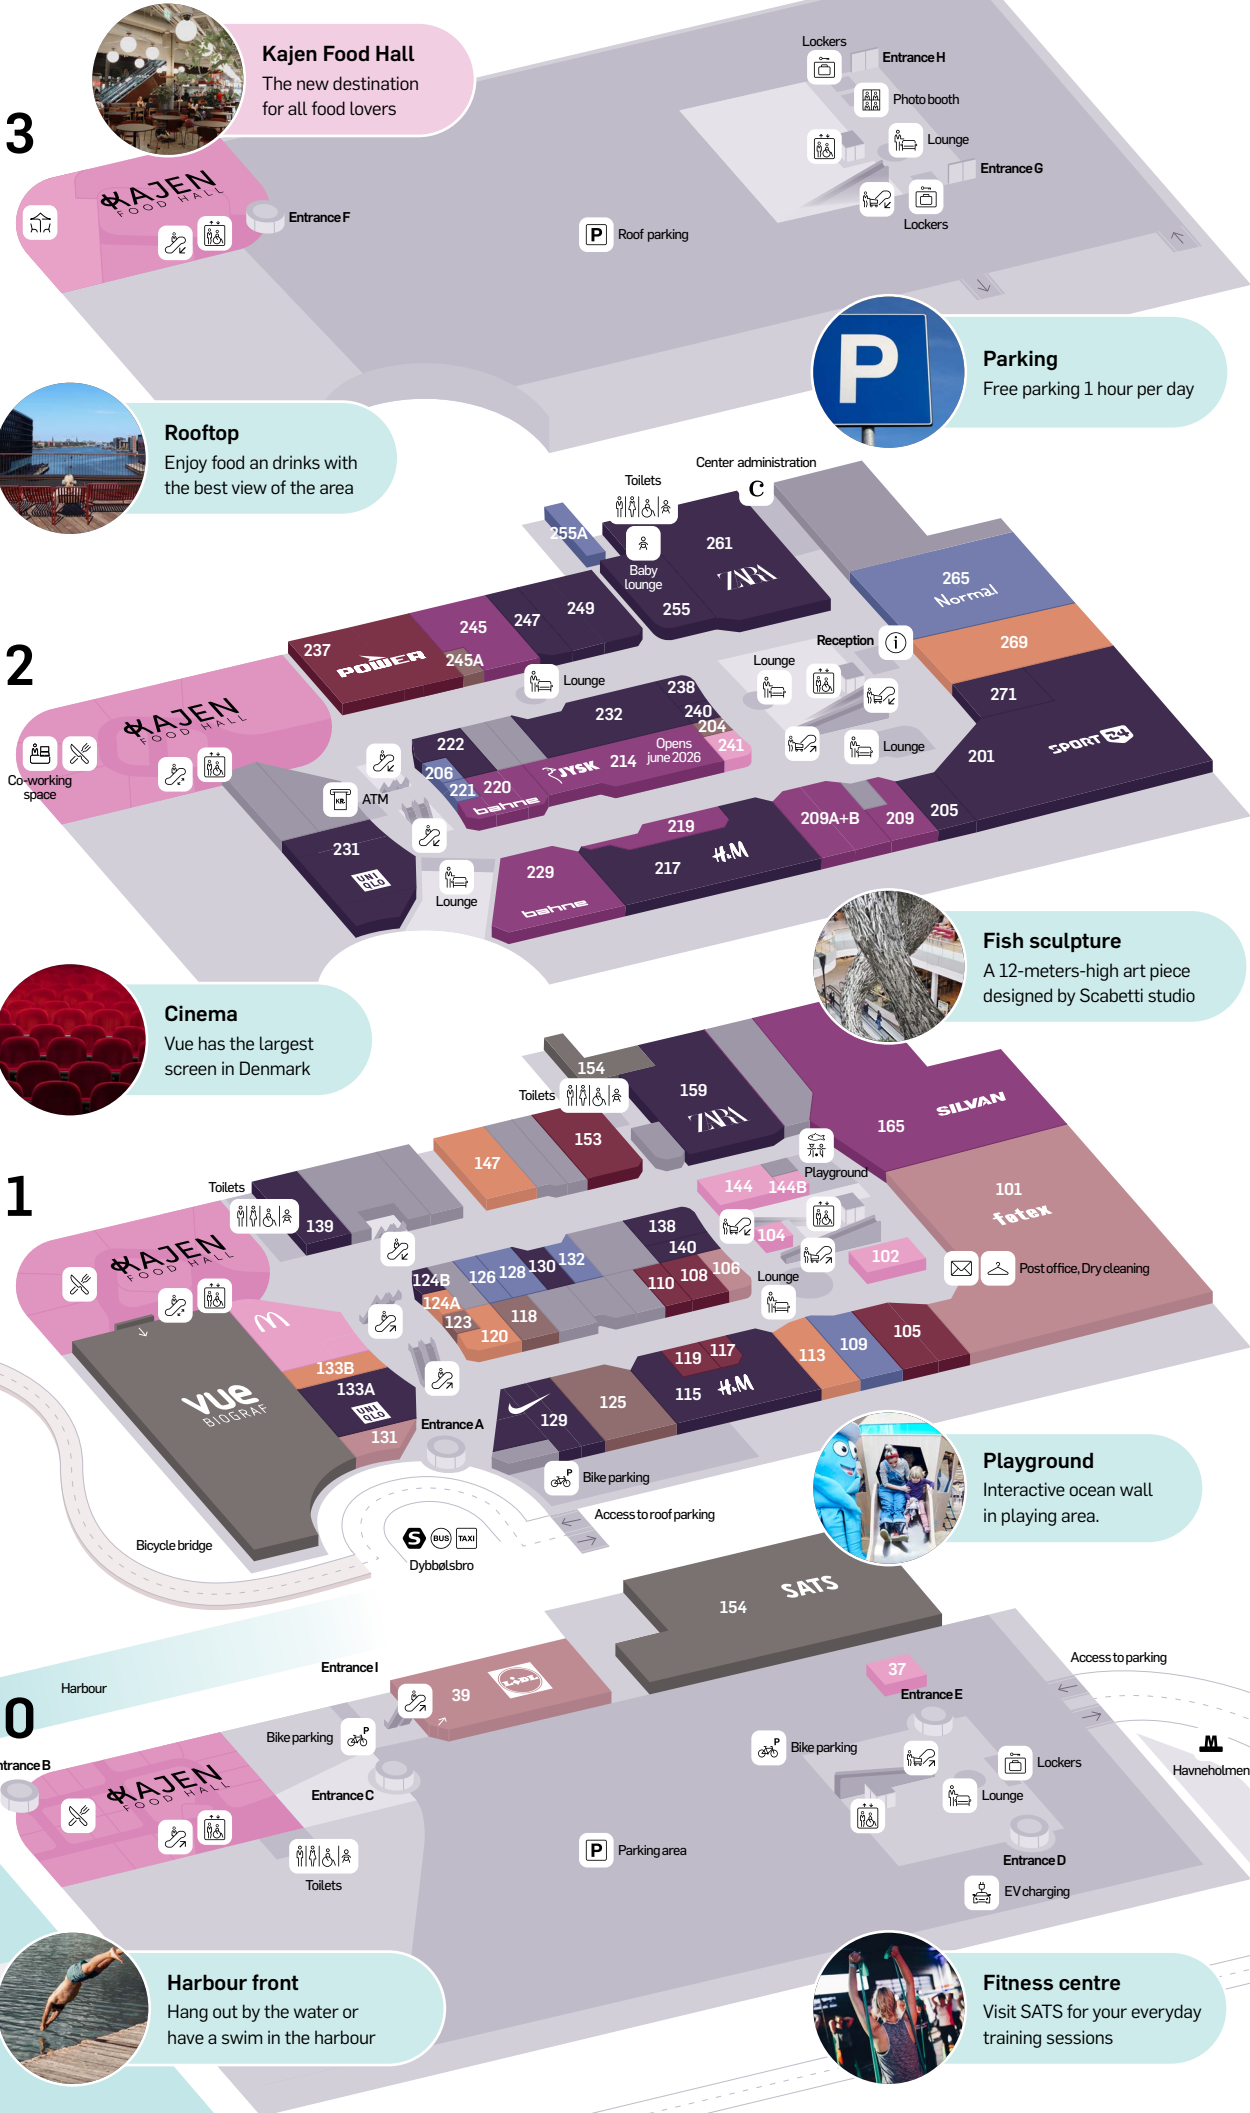 Kajen Food Hall
The new destination
for all food lovers
3
KAJEN
FOOD HALL
Entrance F
Lockers
Entrance H
Photo booth
Lounge
Entrance G
Lockers
P
Roof parking
P
Parking
Free parking 1 hour per day
Rooftop
Enjoy food an drinks with
the best view of the area
2
Center administration
C
Toilets
255A
261
ZARA
Baby
lounge
255
265
Normal
269
271
201
SPORT 24
Reception
237
POWER
245
245A
247
249
Lounge
KAJEN
FOOD HALL
Co-working
space
ATM
KR.
222
206
221
220
bahne
232
238
240
204
241
JYSK
214
Opens
june 2026
Lounge
Lounge
219
217
H&M
209A+B
209
205
231
UNI
QLO
Lounge
229
bahne
Fish sculpture
A 12-meters-high art piece
designed by Scabetti studio
Cinema
Vue has the largest
screen in Denmark
1
154
Toilets
159
ZARA
165
SILVAN
147
153
Playground
144
144B
104
102
101
føtex
Post office, Dry cleaning
Toilets
139
KAJEN
FOOD HALL
138
140
124B
126
128
130
132
124A
123
120
118
110
108
106
Lounge
133B
133A
UNI
QLO
131
VUE
BIOGRAF
Entrance A
129
125
119
117
115
H&M
113
109
105
P
Bike parking
Access to roof parking
Bicycle bridge
S
BUS
TAXI
Dybbølsbro
Playground
Interactive ocean wall
in playing area.
154
SATS
Harbour
0
Entrance I
39
LIDL
37
Entrance E
Access to parking
M
Havneholmen
Bike parking
P
Entrance C
ntrance B
KAJEN
FOOD HALL
Toilets
P
Bike parking
Lockers
Lounge
Entrance D
EV charging
P
Parking area
Harbour front
Hang out by the water or
have a swim in the harbour
Fitness centre
Visit SATS for your everyday
training sessions